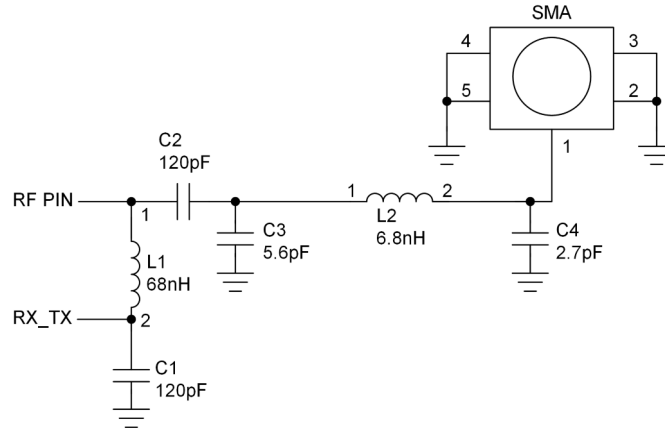 SMA
4
3
5
2
1
C2
120pF
RF PIN
1
1
2
L2
6.8nH
C3
5.6pF
C4
2.7pF
L1
68nH
RX_TX
2
C1
120pF